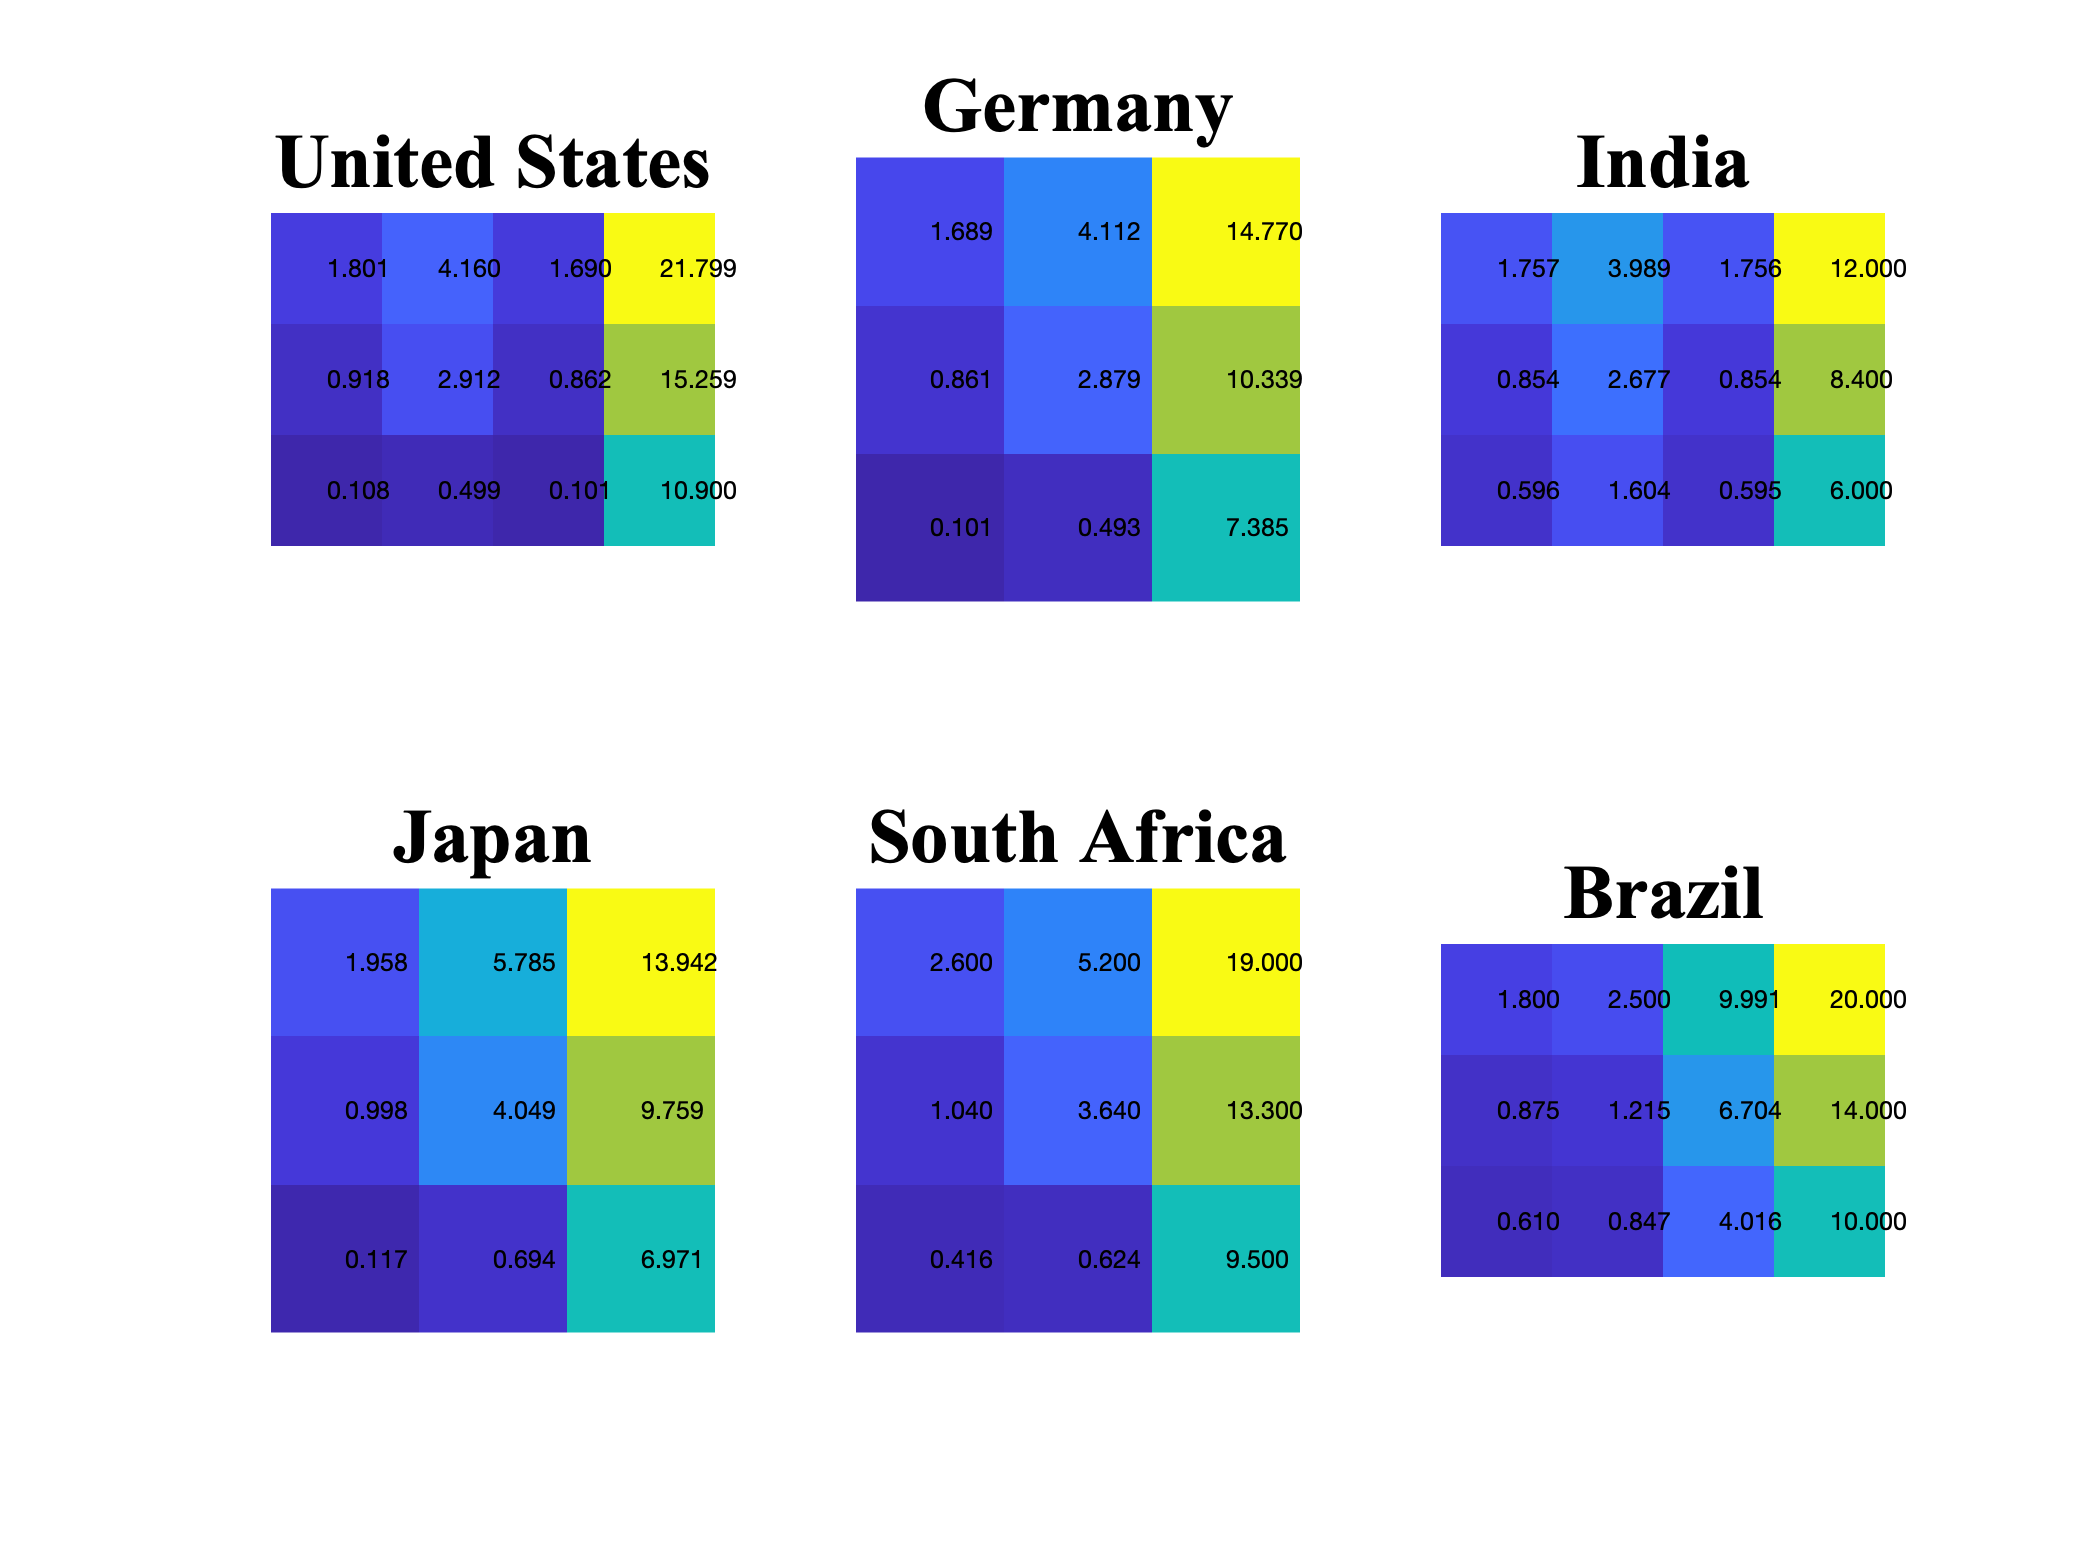 United States
1.801 4.160 1.690 21.799
0.918 2.912 0.862 15.259
0.108 0.499 0.101 10.900
Germany
1.689 4.112 14.770
0.861 2.879 10.339
0.101 0.493 7.385
India
1.757 3.989 1.756 12.000
0.854 2.677 0.854 8.400
0.596 1.604 0.595 6.000
Japan
1.958 5.785 13.942
0.998 4.049 9.759
0.117 0.694 6.971
South Africa
2.600 5.200 19.000
1.040 3.640 13.300
0.416 0.624 9.500
Brazil
1.800 2.500 9.991 20.000
0.875 1.215 6.704 14.000
0.610 0.847 4.016 10.000